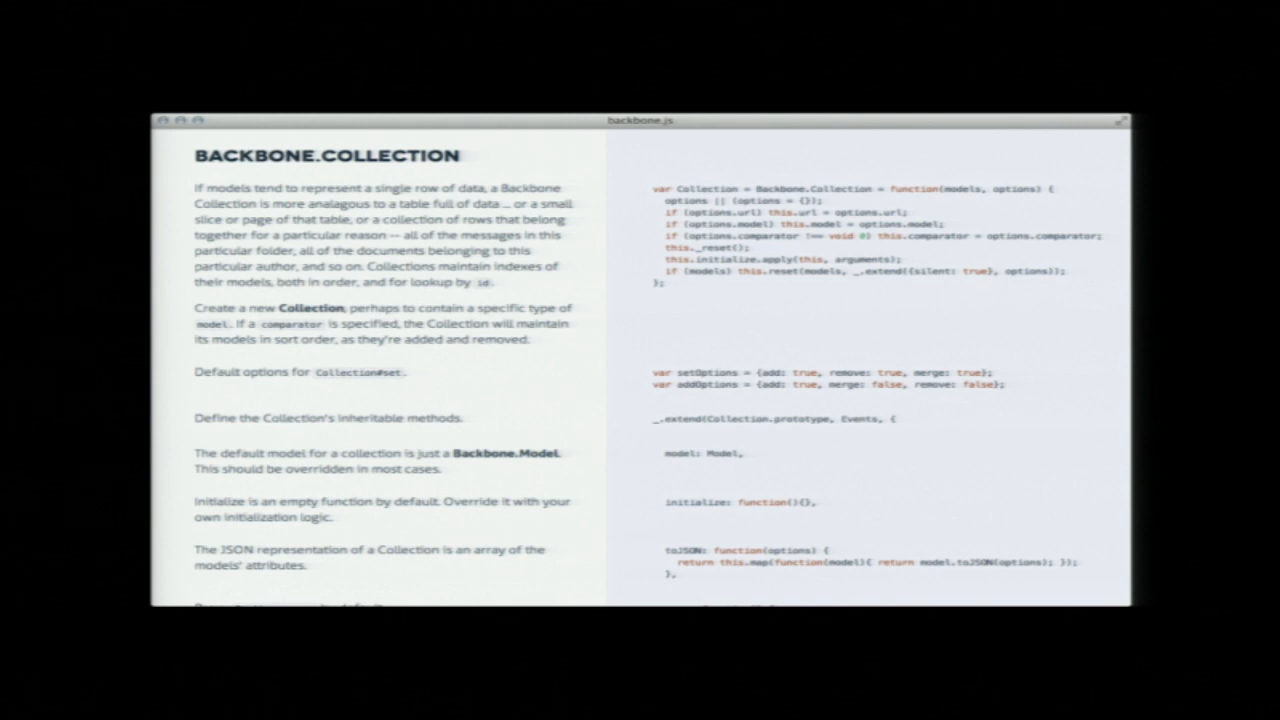 backbone.js
BACKBONE.COLLECTION
If models tend to represent a single row of data, a Backbone
Collection is more analagous to a table full of data … or a small
slice or page of that table, or a collection of rows that belong
together for a particular reason — all of the messages in this
particular folder, all of the documents belonging to this
particular author, and so on. Collections maintain indexes of
their models, both in order, and for lookup by id.
var Collection = Backbone.Collection = function(models, options) {
options || (options = {});
if (options.url) this.url = options.url;
if (options.model) this.model = options.model;
if (options.comparator !== void 0) this.comparator = options.comparator;
this._reset();
this.initialize.apply(this, arguments);
if (models) this.reset(models, _.extend({silent: true}, options));
};
Create a new Collection, perhaps to contain a specific type of
model. If a comparator is specified, the Collection will maintain
its models in sort order, as they're added and removed.
Default options for Collection#set.
var setOptions = {add: true, remove: true, merge: true};
var addOptions = {add: true, merge: false, remove: false};
Define the Collection's inheritable methods.
_.extend(Collection.prototype, Events, {
The default model for a collection is just a Backbone.Model.
This should be overridden in most cases.
model: Model,
Initialize is an empty function by default. Override it with your
own initialization logic.
initialize: function(){},
The JSON representation of a Collection is an array of the
models' attributes.
toJSON: function(options) {
return this.map(function(model){ return model.toJSON(options); });
},